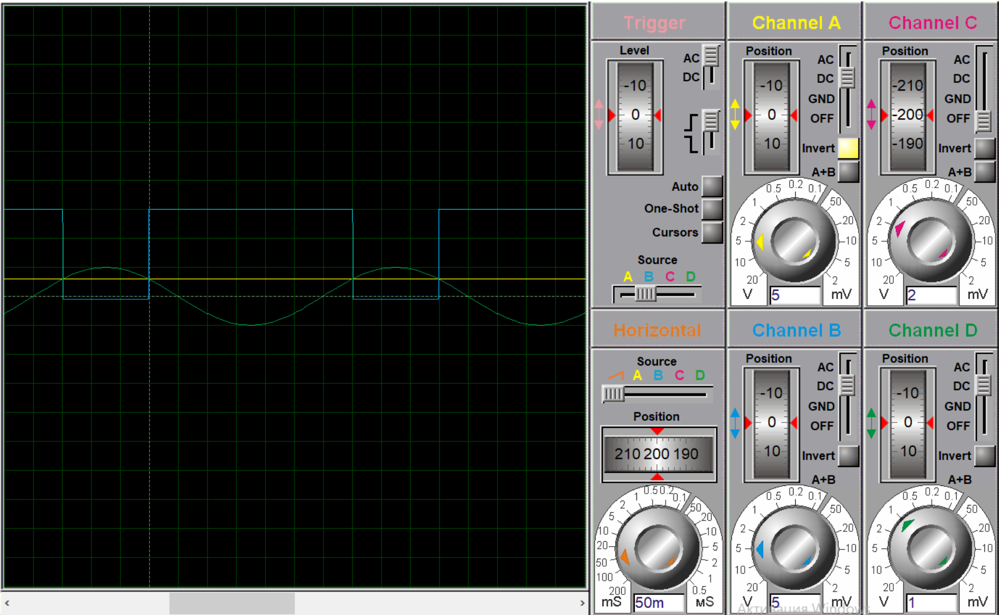 Trigger
Level
-10
0
10
AC
DC
Auto
One-Shot
Cursors
Source
A B C D
Channel A
Position
-10
0
10
AC
DC
GND
OFF
Invert
A+B
20 10 5 2 1 0.5 0.2 0.1 50 20 10 5 2
V 5 mV
Channel C
Position
-210
-200
-190
AC
DC
GND
OFF
Invert
A+B
20 10 5 2 1 0.5 0.2 0.1 50 20 10 5 2
V 2 mV
Horizontal
Source
A B C D
Position
210 200 190
200 100 50 20 10 5 2 1 0.5 0.2 0.1 50 20 10 5 2 1 0.5
mS 50m мS
Channel B
Position
-10
0
10
AC
DC
GND
OFF
Invert
A+B
20 10 5 2 1 0.5 0.2 0.1 50 20 10 5 2
V 5 mV
Channel D
Position
-10
0
10
AC
DC
GND
OFF
Invert
A+B
20 10 5 2 1 0.5 0.2 0.1 50 20 10 5 2
V 1 mV
Активация Windows